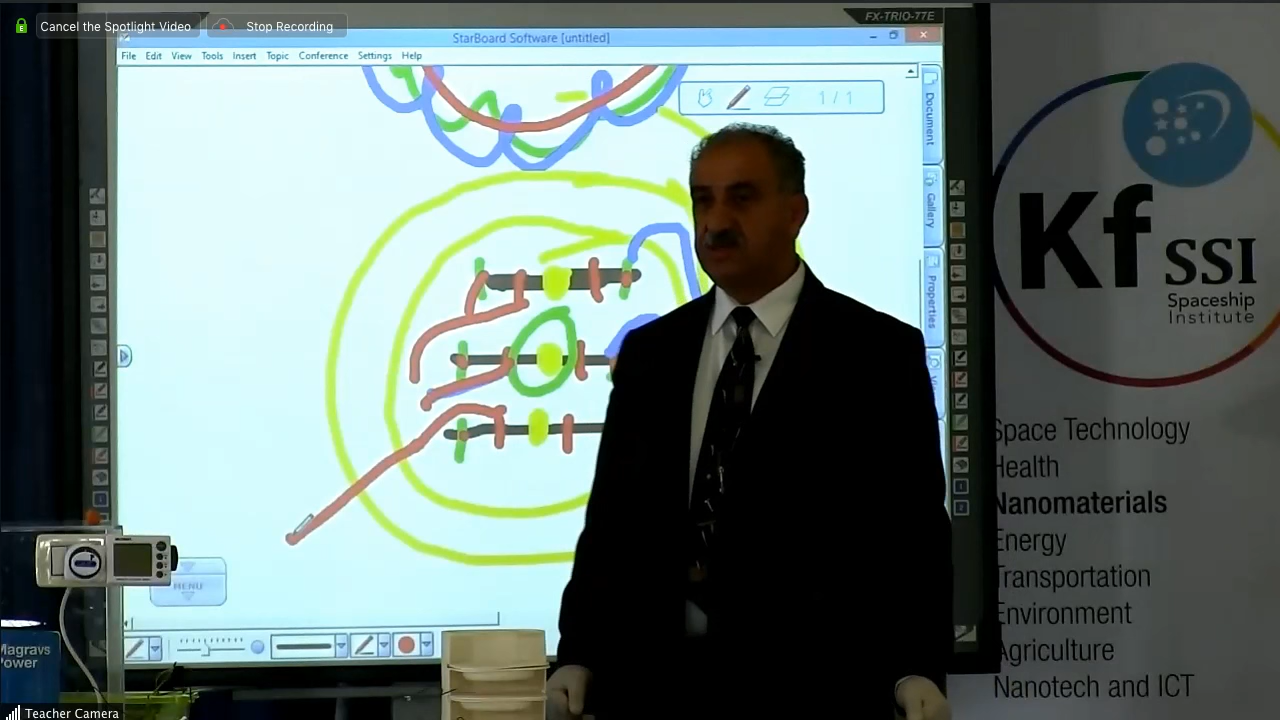 Cancel the Spotlight Video
Stop Recording
FX-TRIO-77E
StarBoard Software [untitled]
File Edit View Tools Insert Topic Conference Settings Help
1 / 1
Document
Gallery
Properties
MENU
Kf SSI
Spaceship
Institute
Space Technology
Health
Nanomaterials
Energy
Transportation
Environment
Agriculture
Nanotech and ICT
Magravs
Power
Teacher Camera